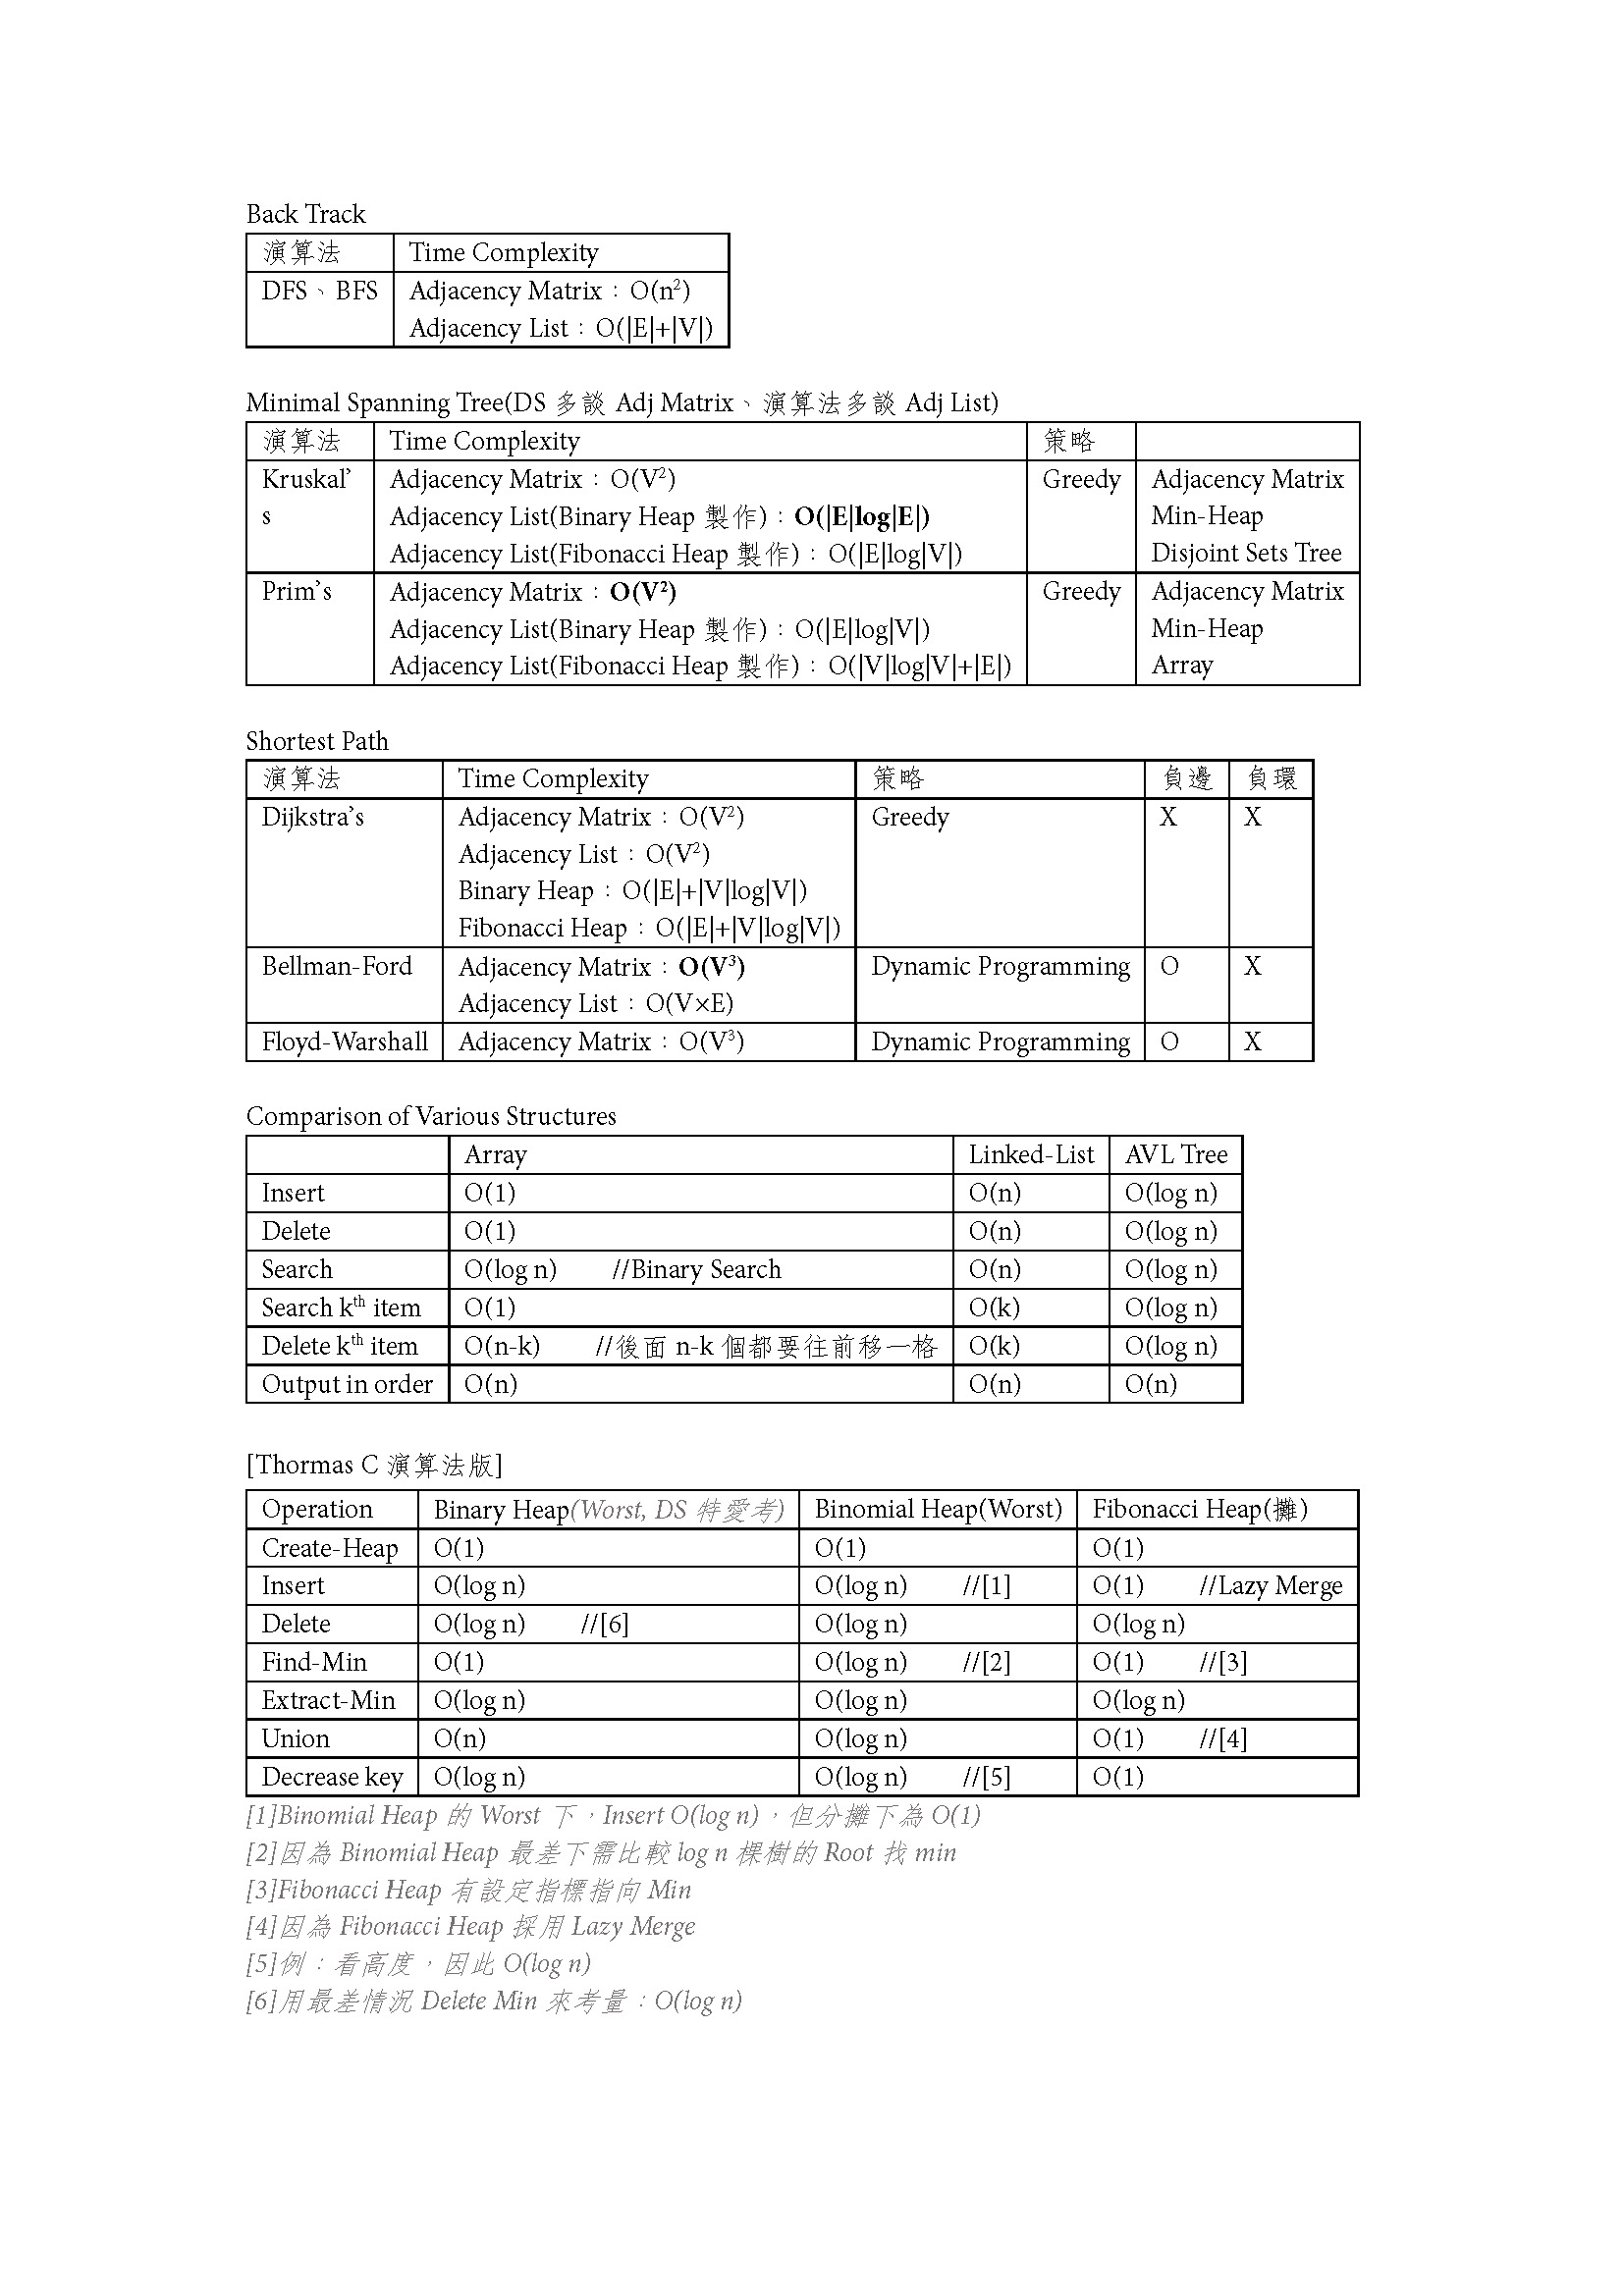 Back Track
演算法 Time Complexity
DFS、BFS Adjacency Matrix：O(n²)
Adjacency List：O(|E|+|V|)
Minimal Spanning Tree(DS 多談 Adj Matrix、演算法多談 Adj List)
演算法 Time Complexity 策略
Kruskal’ Adjacency Matrix：O(V²) Greedy Adjacency Matrix
s Adjacency List(Binary Heap 製作)：O(|E|log|E|) Min-Heap
Adjacency List(Fibonacci Heap 製作)：O(|E|log|V|) Disjoint Sets Tree
Prim’s Adjacency Matrix：O(V²) Greedy Adjacency Matrix
Adjacency List(Binary Heap 製作)：O(|E|log|V|) Min-Heap
Adjacency List(Fibonacci Heap 製作)：O(|V|log|V|+|E|) Array
Shortest Path
演算法 Time Complexity 策略 負邊 負環
Dijkstra’s Adjacency Matrix：O(V²) Greedy X X
Adjacency List：O(V²)
Binary Heap：O(|E|+|V|log|V|)
Fibonacci Heap：O(|E|+|V|log|V|)
Bellman-Ford Adjacency Matrix：O(V³) Dynamic Programming O X
Adjacency List：O(V×E)
Floyd-Warshall Adjacency Matrix：O(V³) Dynamic Programming O X
Comparison of Various Structures
Array Linked-List AVL Tree
Insert O(1) O(n) O(log n)
Delete O(1) O(n) O(log n)
Search O(log n) //Binary Search O(n) O(log n)
Search kᵗʰ item O(1) O(k) O(log n)
Delete kᵗʰ item O(n-k) //後面 n-k 個都要往前移一格 O(k) O(log n)
Output in order O(n) O(n) O(n)
[Thormas C 演算法版]
Operation Binary Heap(Worst, DS 特愛考) Binomial Heap(Worst) Fibonacci Heap(攤)
Create-Heap O(1) O(1) O(1)
Insert O(log n) O(log n) //[1] O(1) //Lazy Merge
Delete O(log n) //[6] O(log n) O(log n)
Find-Min O(1) O(log n) //[2] O(1) //[3]
Extract-Min O(log n) O(log n) O(log n)
Union O(n) O(log n) O(1) //[4]
Decrease key O(log n) O(log n) //[5] O(1)
[1]Binomial Heap 的 Worst 下，Insert O(log n)，但分攤下為 O(1)
[2]因為 Binomial Heap 最差下需比較 log n 棵樹的 Root 找 min
[3]Fibonacci Heap 有設定指標指向 Min
[4]因為 Fibonacci Heap 採用 Lazy Merge
[5]例：看高度，因此 O(log n)
[6]用最差情況 Delete Min 來考量：O(log n)